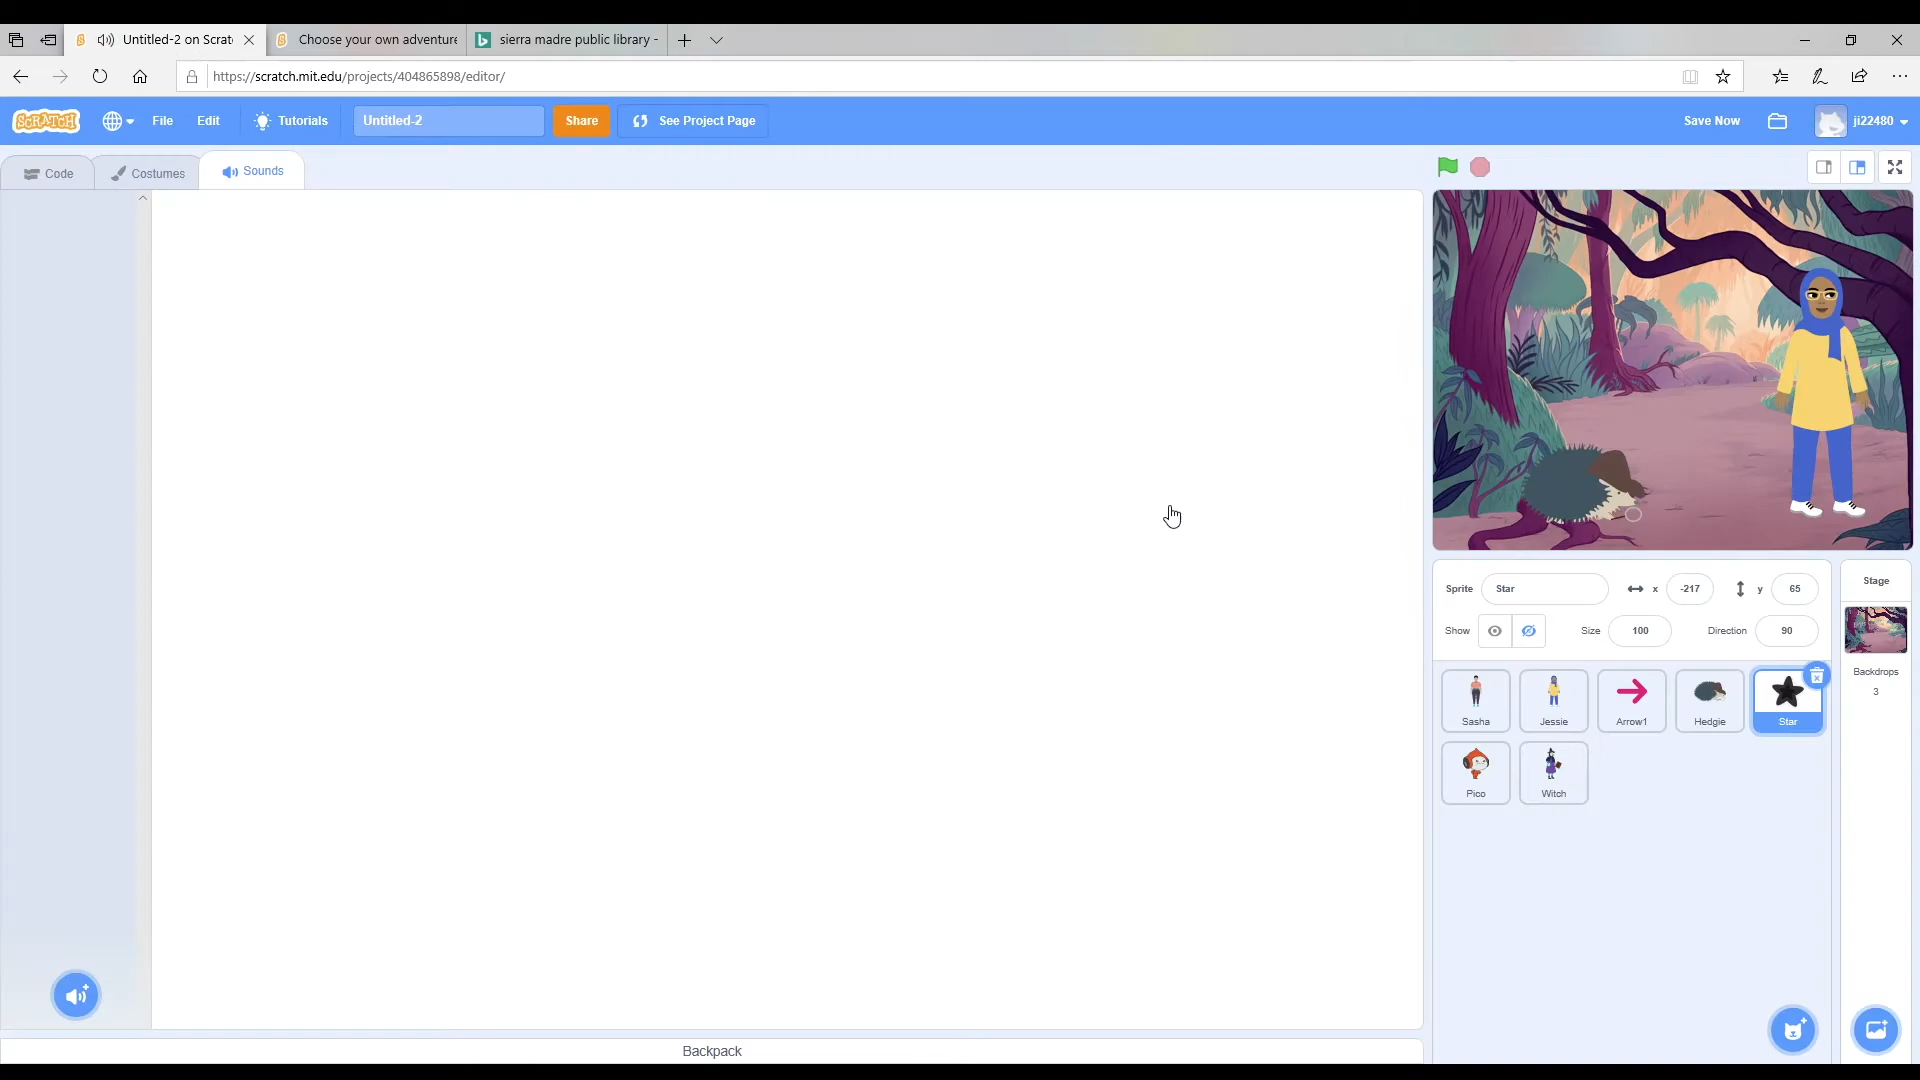 Untitled-2 on Scrat
Choose your own adventure
sierra madre public library -
https://scratch.mit.edu/projects/404865898/editor/
SCRATCH
File
Edit
Tutorials
Untitled-2
Share
See Project Page
Save Now
ji22480
Code
Costumes
Sounds
Sprite
Star
x
-217
y
65
Show
Size
100
Direction
90
Stage
Backdrops
3
Sasha
Jessie
Arrow1
Hedgie
Star
Pico
Witch
Backpack